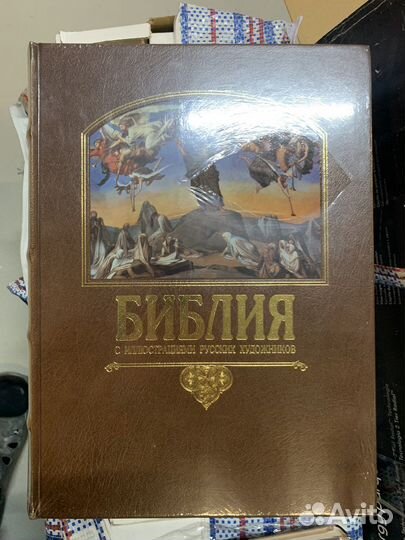 БИБЛИЯ
С ИЛЛЮСТРАЦИЯМИ РУССКИХ ХУДОЖНИКОВ
Avito